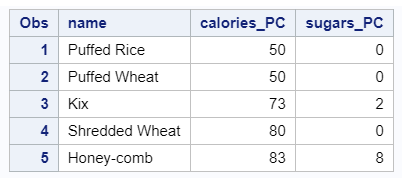 Obs name calories_PC sugars_PC
1 Puffed Rice 50 0
2 Puffed Wheat 50 0
3 Kix 73 2
4 Shredded Wheat 80 0
5 Honey-comb 83 8